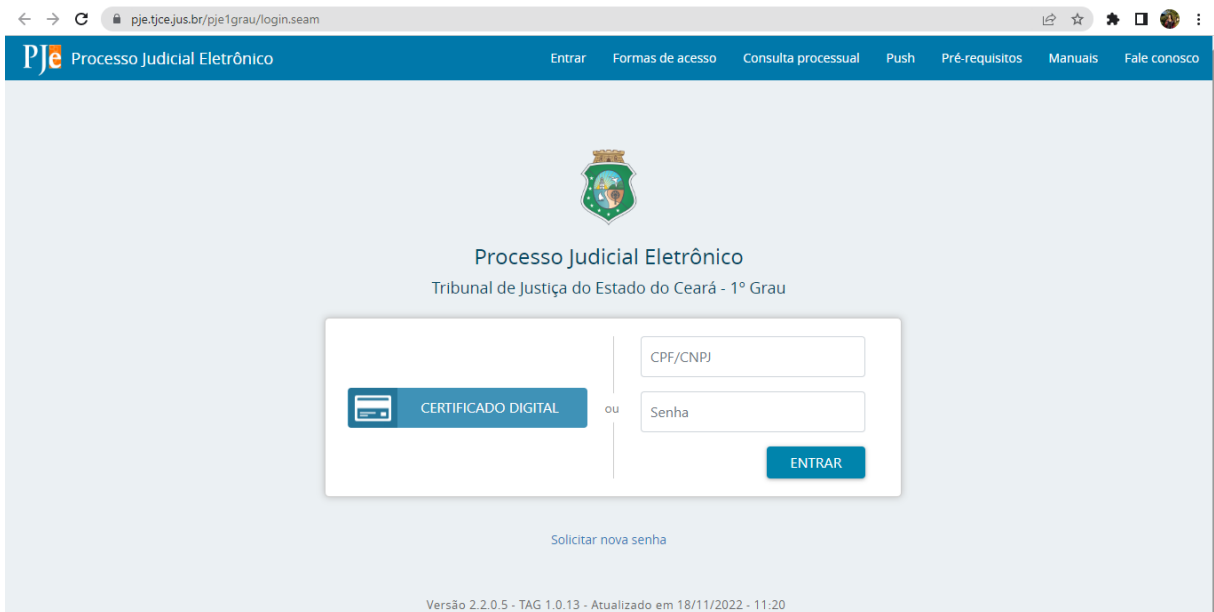 pje.tjce.jus.br/pje1grau/login.seam
PJe Processo Judicial Eletrônico Entrar Formas de acesso Consulta processual Push Pré-requisitos Manuais Fale conosco
Processo Judicial Eletrônico
Tribunal de Justiça do Estado do Ceará - 1º Grau
CPF/CNPJ
CERTIFICADO DIGITAL ou Senha
ENTRAR
Solicitar nova senha
Versão 2.2.0.5 - TAG 1.0.13 - Atualizado em 18/11/2022 - 11:20